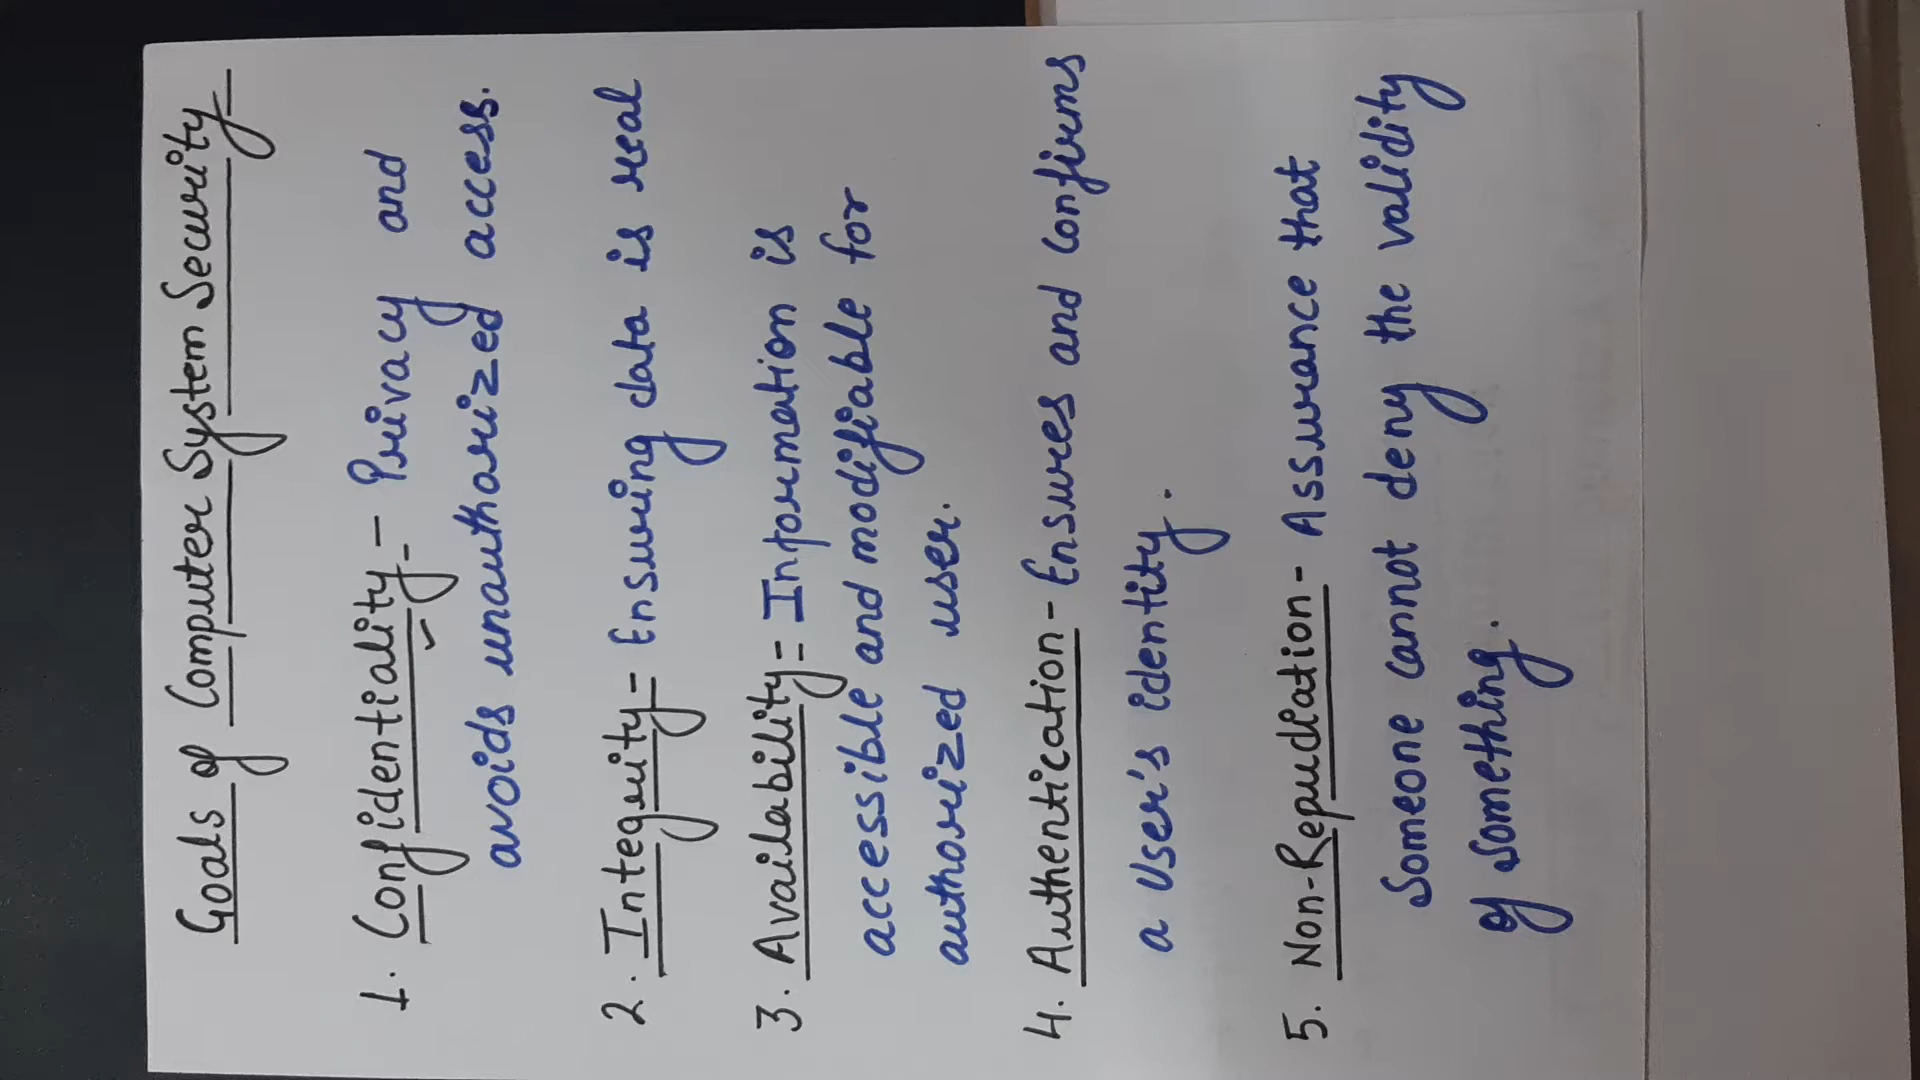 Goals of Computer System Security
1. Confidentiality - Privacy and
avoids unauthorized access.
2. Integrity = Ensuring data is real
3. Availability = Information is
accessible and modifiable for
authorized user.
4. Authentication - Ensures and confirms
a User's identity.
5. Non-Repudiation - Assurance that
Someone cannot deny the validity
of something.